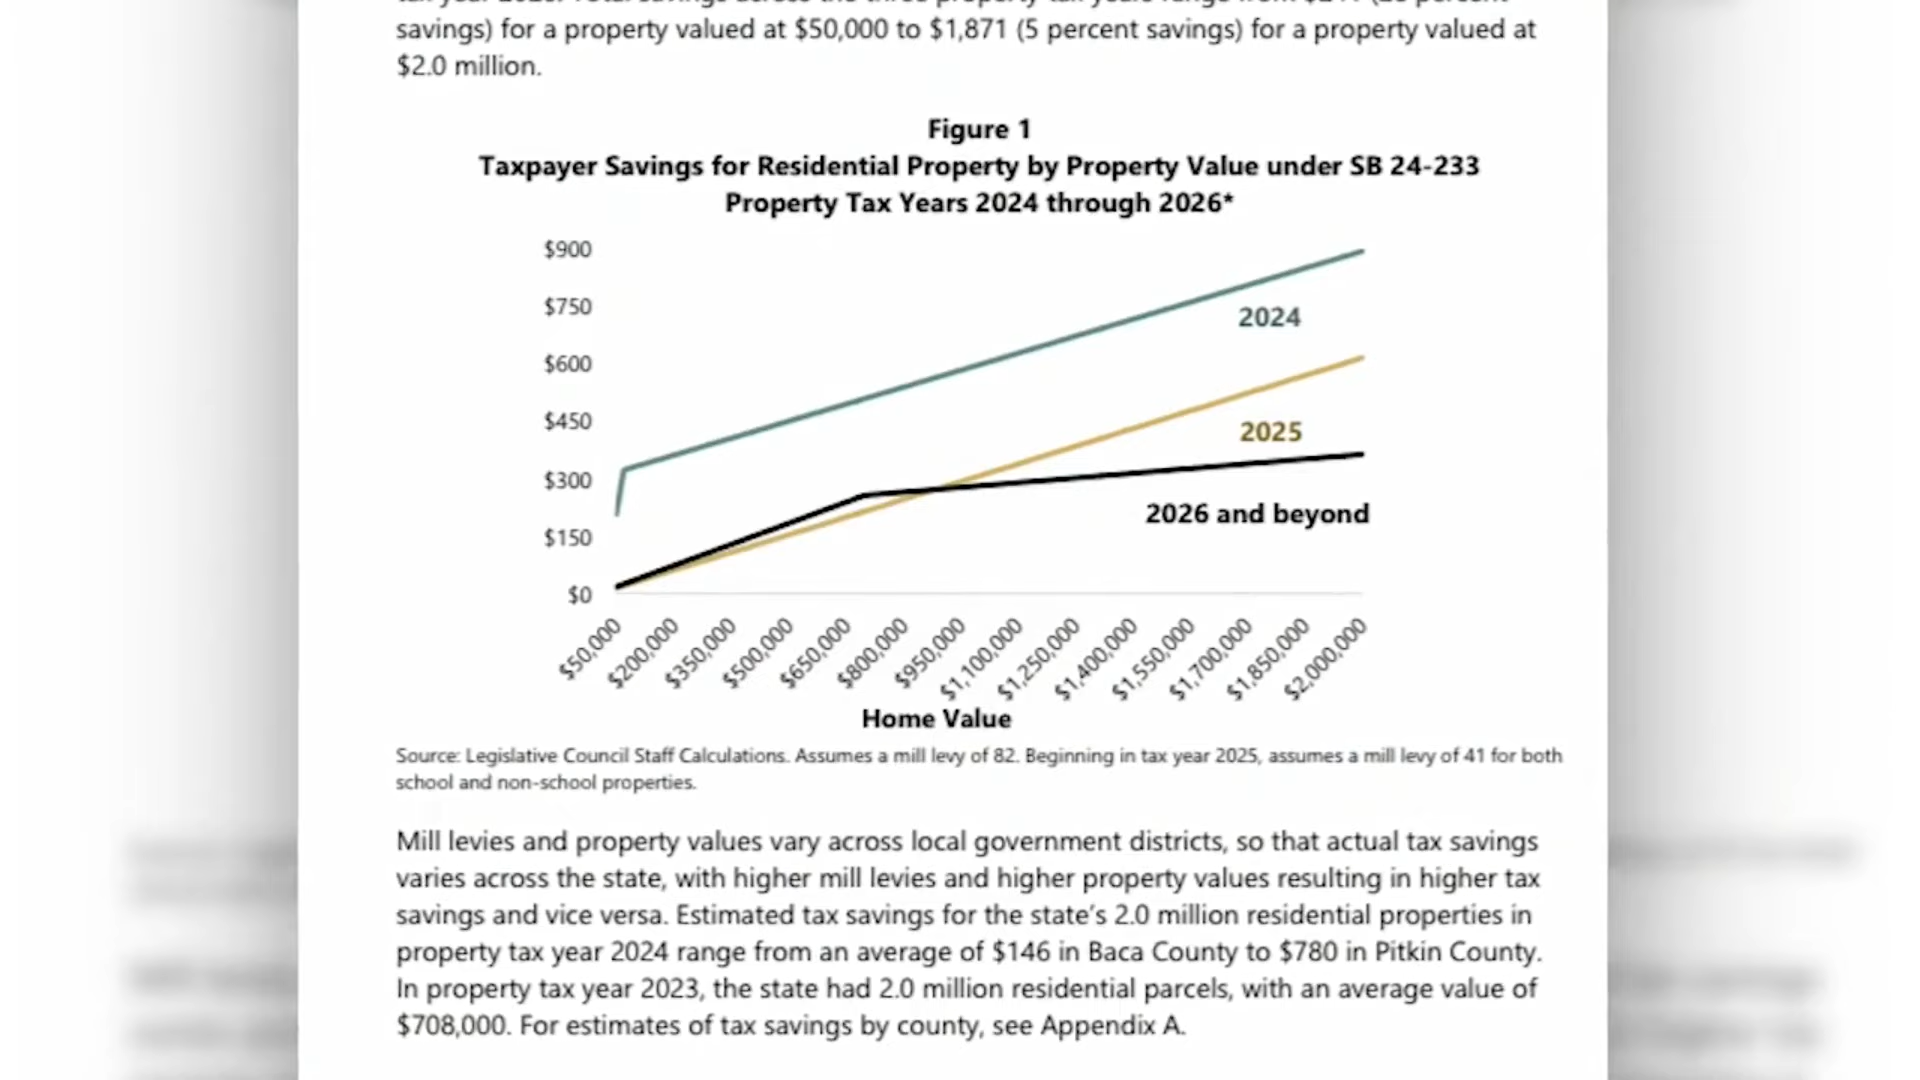 savings) for a property valued at $50,000 to $1,871 (5 percent savings) for a property valued at
$2.0 million.
Figure 1
Taxpayer Savings for Residential Property by Property Value under SB 24-233
Property Tax Years 2024 through 2026*
$900
$750
$600
$450
$300
$150
$0
2024
2025
2026 and beyond
$50,000
$200,000
$350,000
$500,000
$650,000
$800,000
$950,000
$1,100,000
$1,250,000
$1,400,000
$1,550,000
$1,700,000
$1,850,000
$2,000,000
Home Value
Source: Legislative Council Staff Calculations. Assumes a mill levy of 82. Beginning in tax year 2025, assumes a mill levy of 41 for both
school and non-school properties.
Mill levies and property values vary across local government districts, so that actual tax savings
varies across the state, with higher mill levies and higher property values resulting in higher tax
savings and vice versa. Estimated tax savings for the state's 2.0 million residential properties in
property tax year 2024 range from an average of $146 in Baca County to $780 in Pitkin County.
In property tax year 2023, the state had 2.0 million residential parcels, with an average value of
$708,000. For estimates of tax savings by county, see Appendix A.